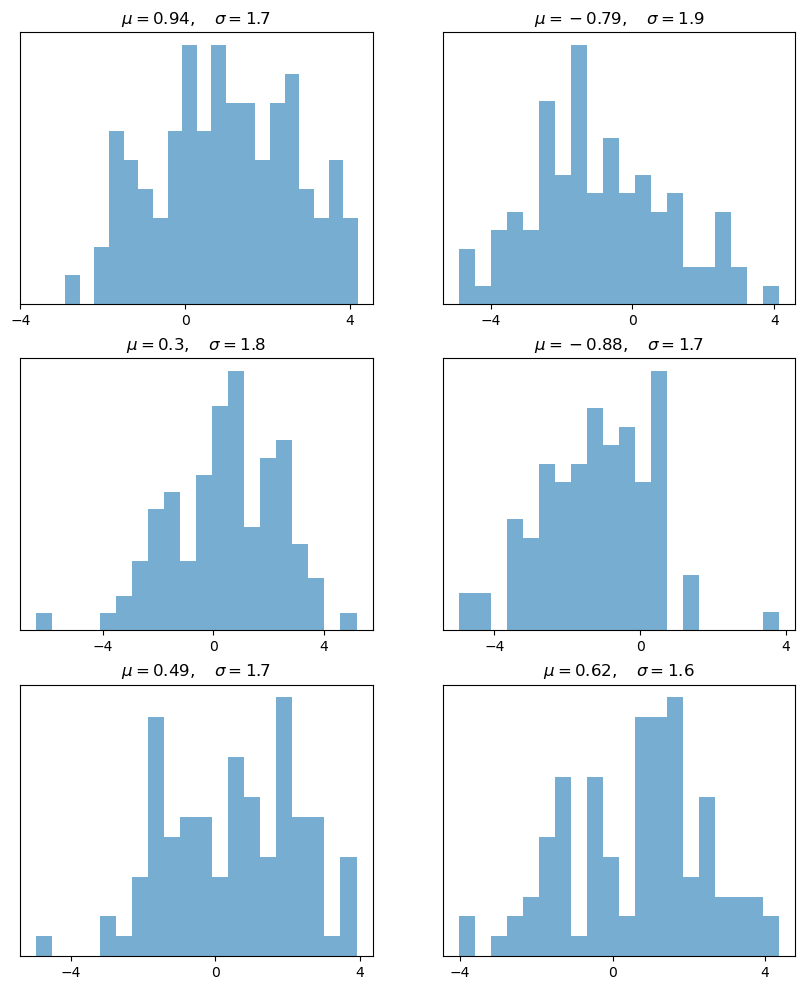 μ = 0.94, σ = 1.7
−4 0 4
μ = −0.79, σ = 1.9
−4 0 4
μ = 0.3, σ = 1.8
−4 0 4
μ = −0.88, σ = 1.7
−4 0 4
μ = 0.49, σ = 1.7
−4 0 4
μ = 0.62, σ = 1.6
−4 0 4